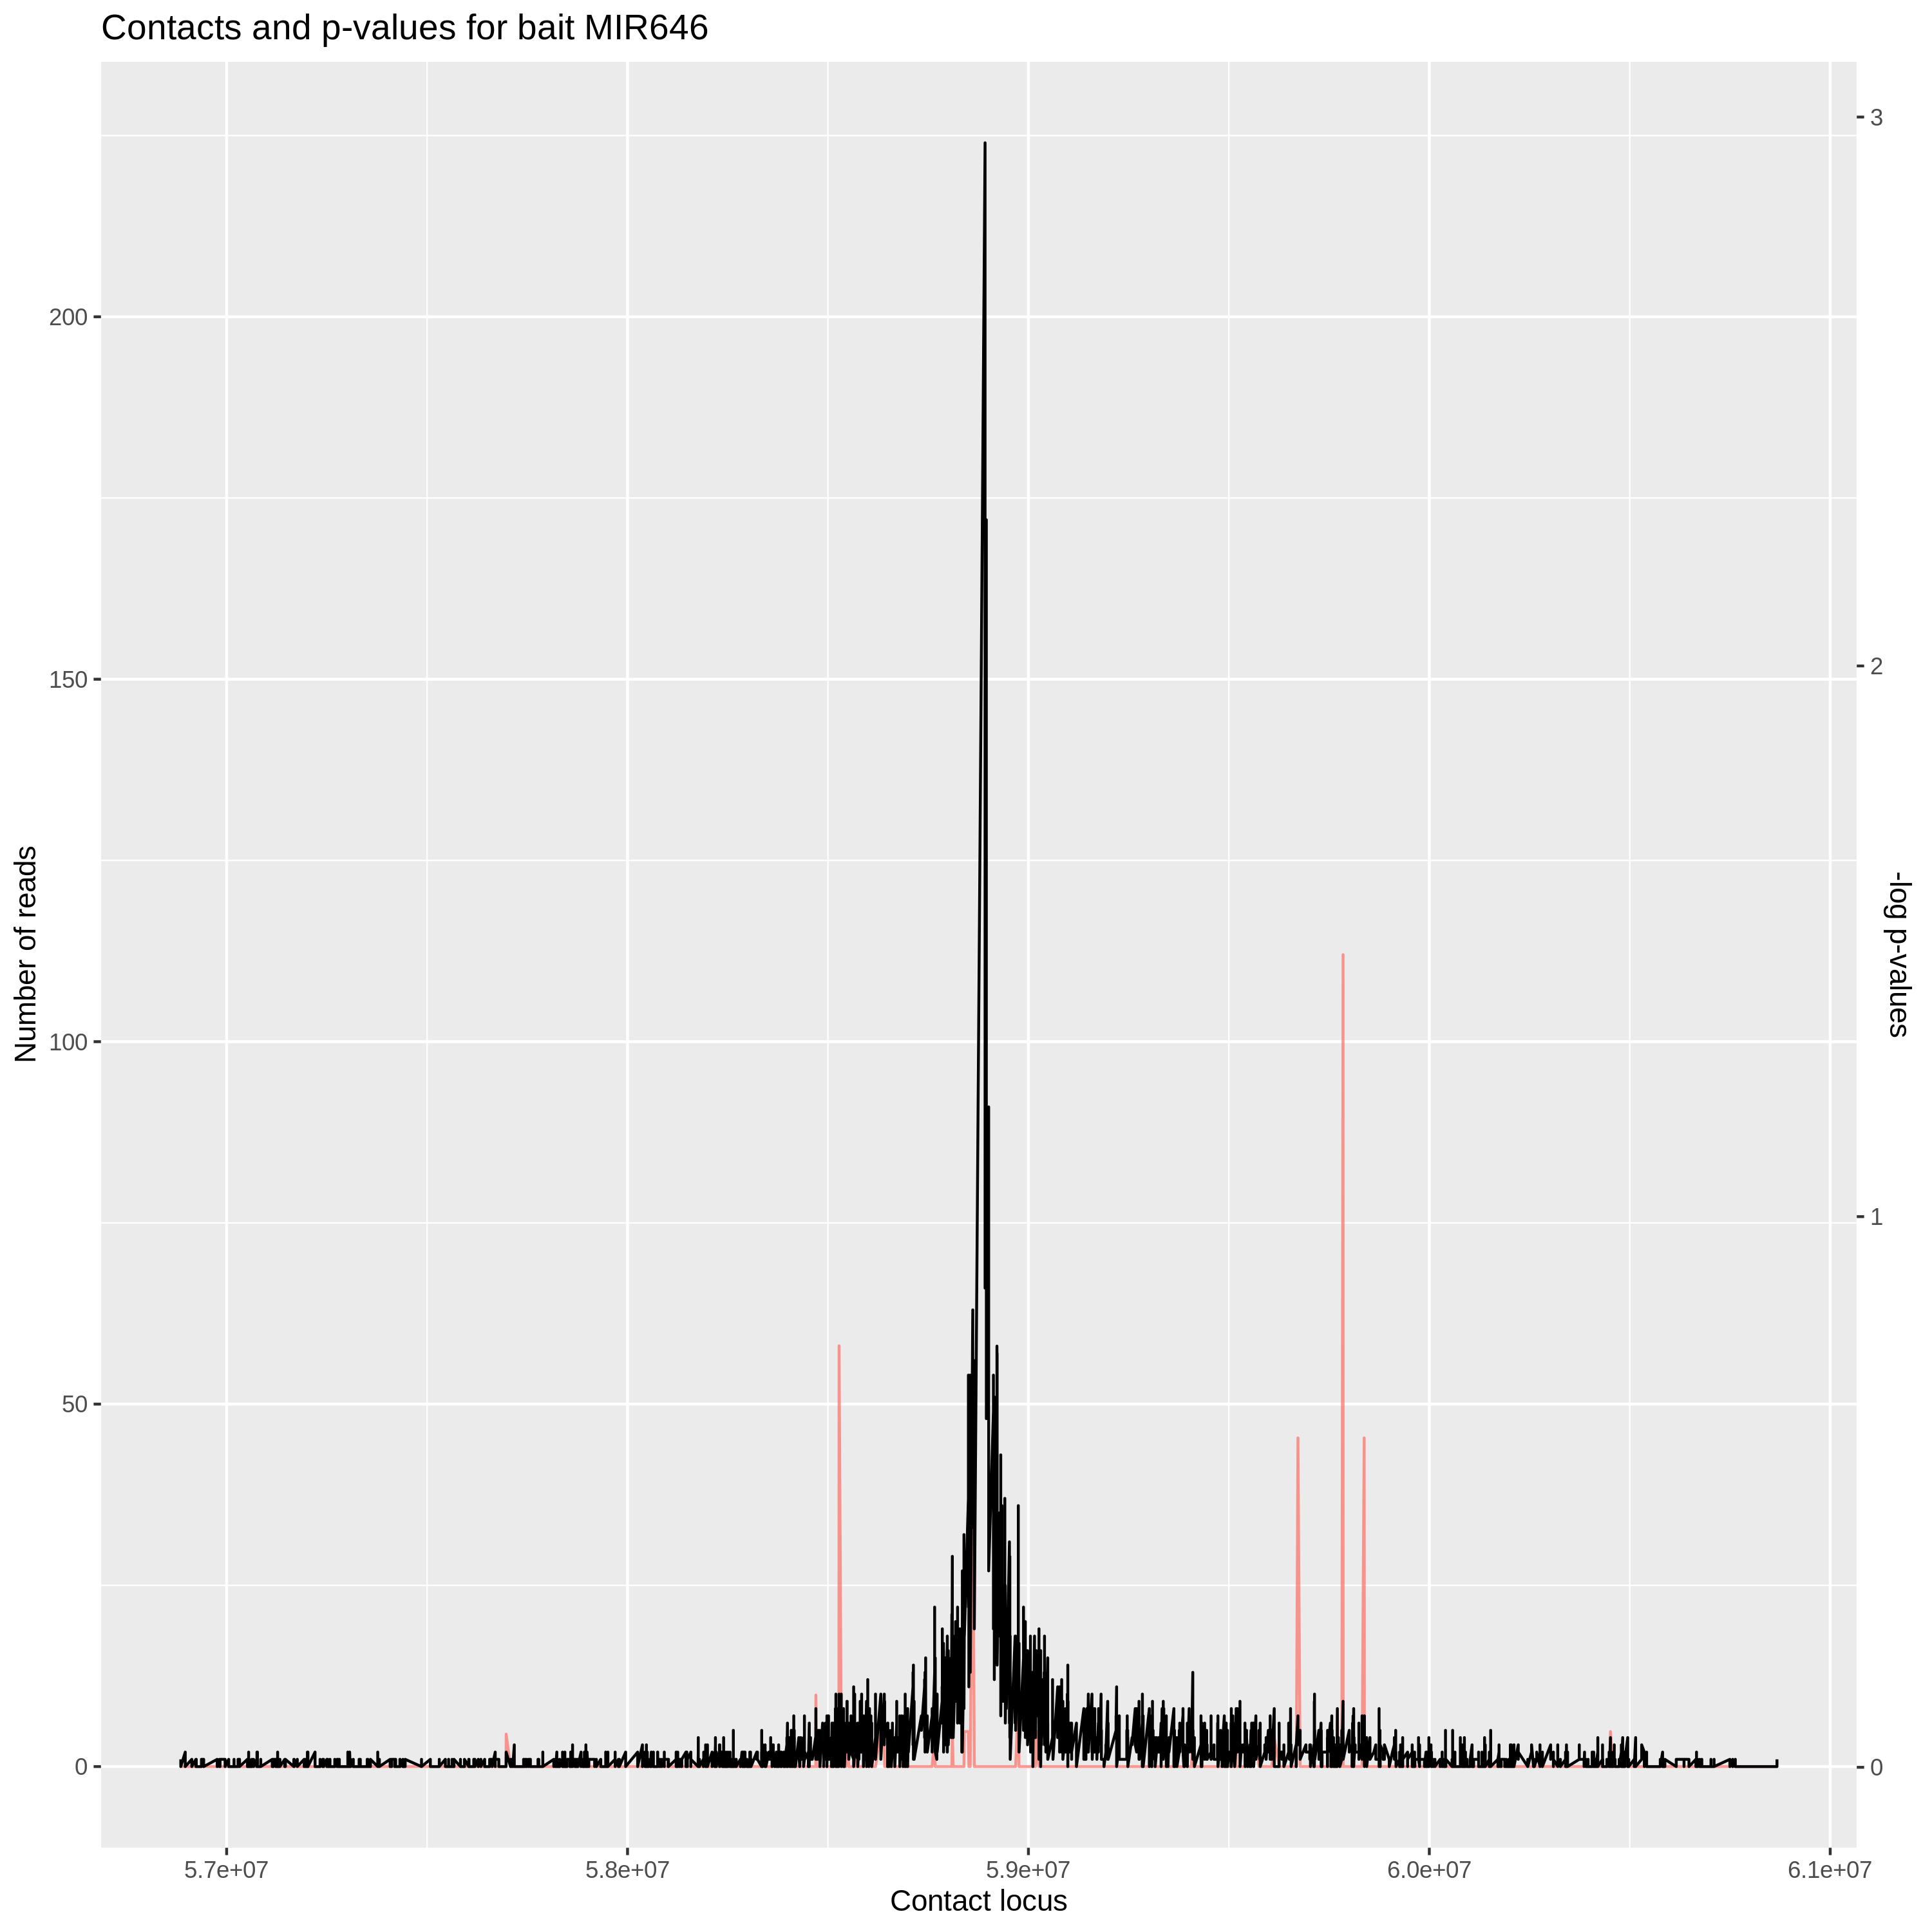 Contacts and p-values for bait MIR646
Number of reads
200
150
100
50
0
3
2
1
0
-log p-values
5.7e+07 5.8e+07 5.9e+07 6.0e+07 6.1e+07
Contact locus